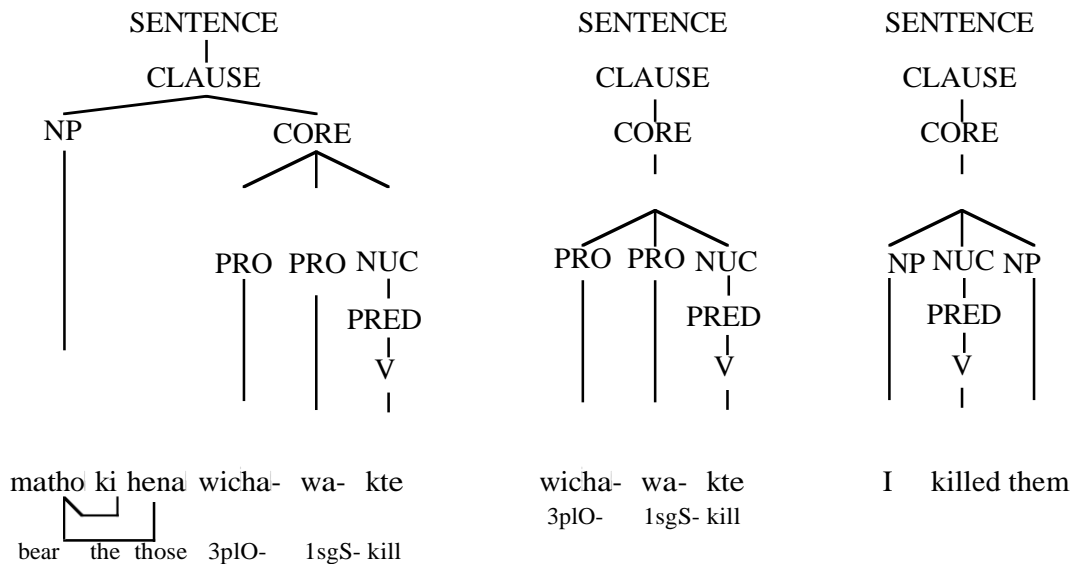 SENTENCE SENTENCE SENTENCE
CLAUSE CLAUSE CLAUSE
NP CORE CORE CORE
PRO PRO NUC PRO PRO NUC NP NUC NP
PRED PRED PRED
V V V
matho ki hena wicha- wa- kte wicha- wa- kte I killed them
3plO- 1sgS- kill
bear the those 3plO- 1sgS- kill